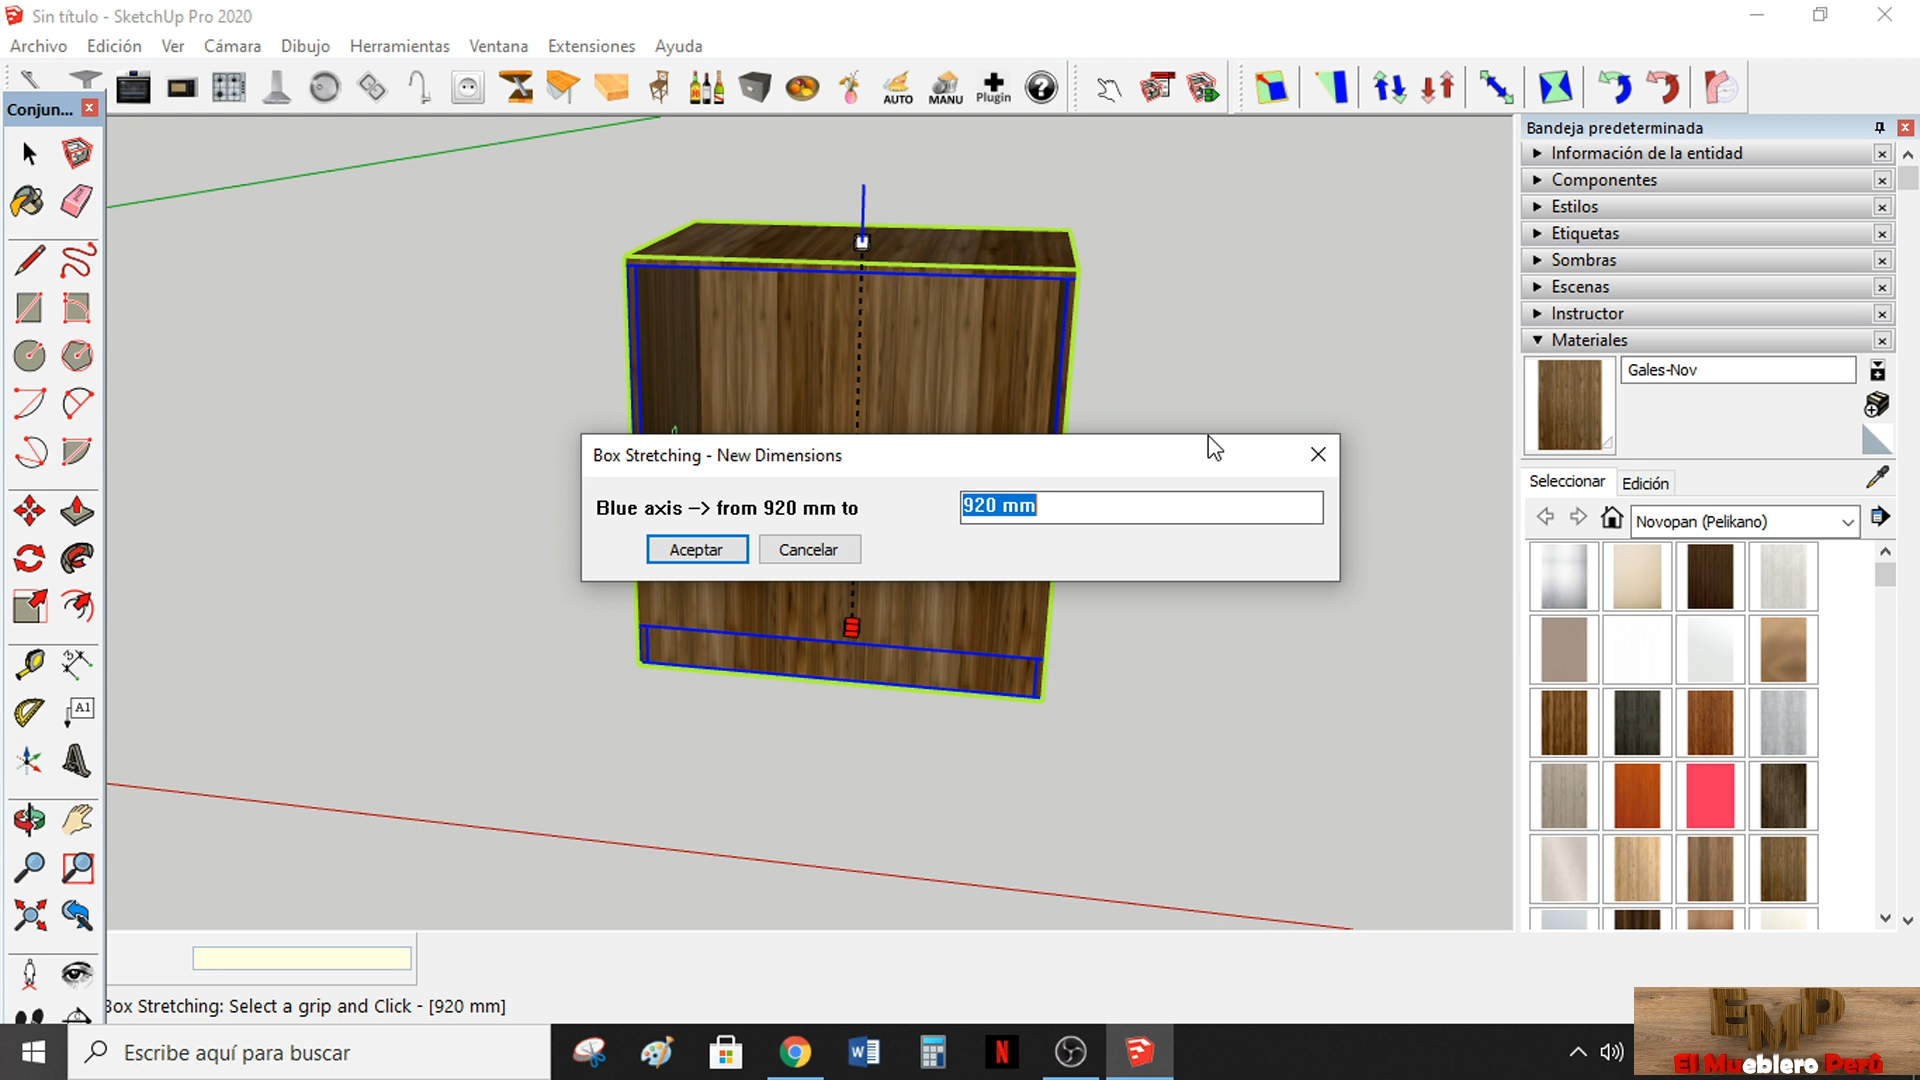 Sin título - SketchUp Pro 2020
Archivo Edición Ver Cámara Dibujo Herramientas Ventana Extensiones Ayuda
AUTO MANU Plugin
Conjun...
Bandeja predeterminada
Información de la entidad
Componentes
Estilos
Etiquetas
Sombras
Escenas
Instructor
Materiales
Gales-Nov
Seleccionar Edición
Novopan (Pelikano)
Box Stretching - New Dimensions
Blue axis --> from 920 mm to 920 mm
Aceptar Cancelar
A1
Box Stretching: Select a grip and Click - [920 mm]
Escribe aquí para buscar
EMP
El Mueblero Perú